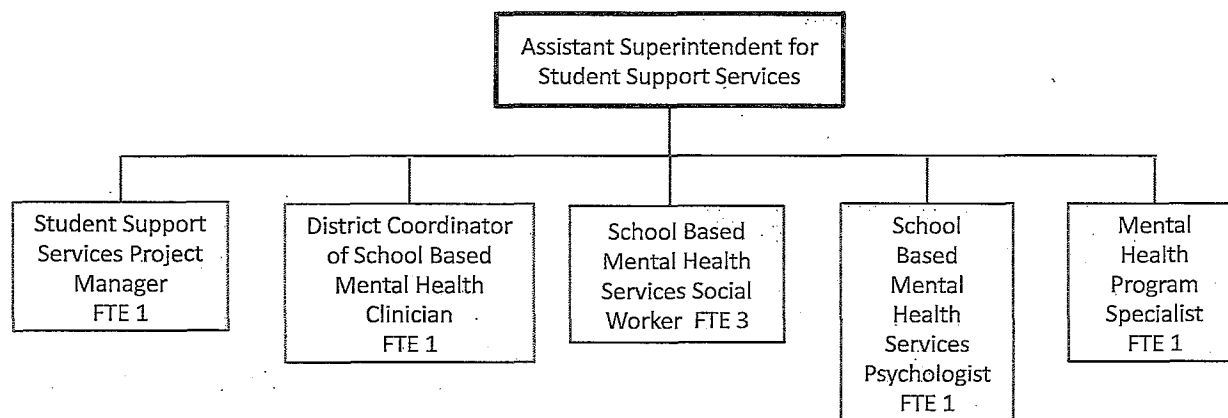 Assistant Superintendent for
Student Support Services
Student Support
Services Project
Manager
FTE 1
District Coordinator
of School Based
Mental Health
Clinician
FTE 1
School Based
Mental Health
Services Social
Worker FTE 3
School
Based
Mental
Health
Services
Psychologist
FTE 1
Mental
Health
Program
Specialist
FTE 1